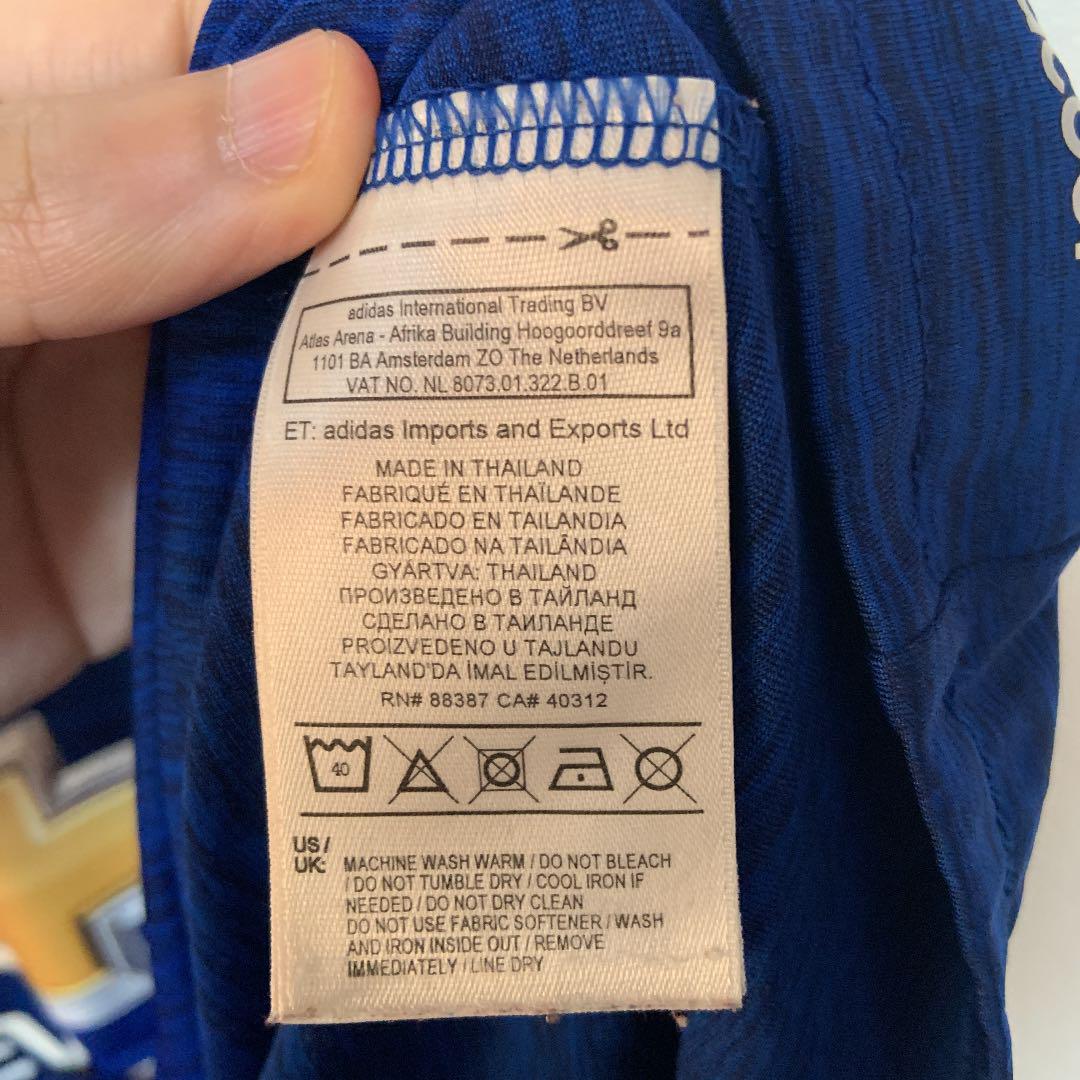 adidas International Trading BV
Atlas Arena - Afrika Building Hoogoorddreef 9a
1101 BA Amsterdam ZO The Netherlands
VAT NO. NL 8073.01.322.B.01
ET: adidas Imports and Exports Ltd
MADE IN THAILAND
FABRIQUÉ EN THAÏLANDE
FABRICADO EN TAILANDIA
FABRICADO NA TAILÂNDIA
GYÁRTVA: THAILAND
ПРОИЗВЕДЕНО В ТАЙЛАНД
СДЕЛАНО В ТАИЛАНДЕ
PROIZVEDENO U TAJLANDU
TAYLAND'DA İMAL EDİLMİŞTİR.
RN# 88387 CA# 40312
40
US /
UK: MACHINE WASH WARM / DO NOT BLEACH
/ DO NOT TUMBLE DRY / COOL IRON IF
NEEDED / DO NOT DRY CLEAN
DO NOT USE FABRIC SOFTENER / WASH
AND IRON INSIDE OUT / REMOVE
IMMEDIATELY / LINE DRY